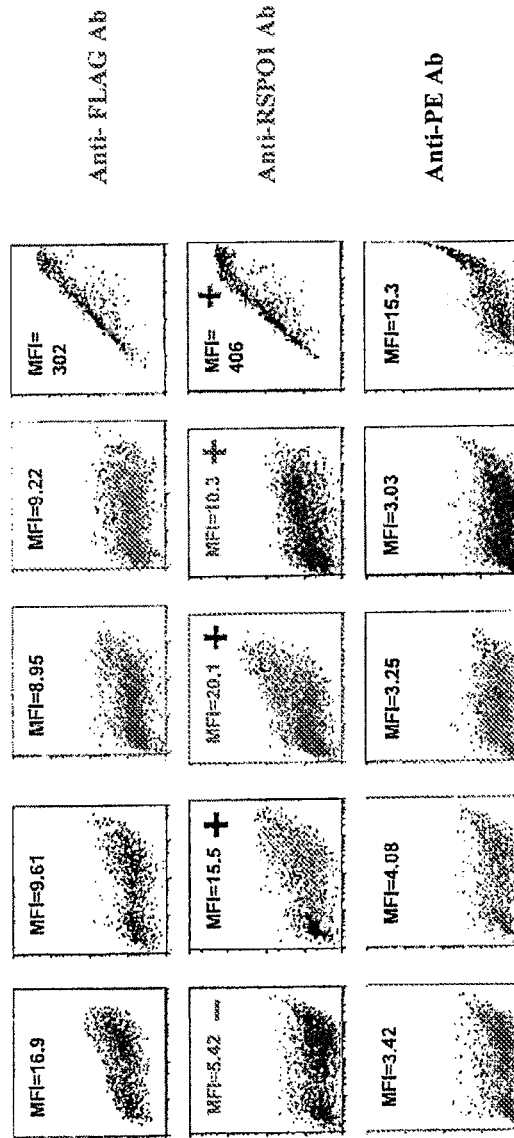 MFI=16.9
MFI=9.61
MFI=8.95
MFI=9.22
MFI=
302
Anti- FLAG Ab
MFI=5.42 –
MFI=15.5 +
MFI=20.1 +
MFI=10.3 +
MFI= +
406
Anti-RSPO1 Ab
MFI=3.42
MFI=4.08
MFI=3.25
MFI=3.03
MFI=15.3
Anti-PE Ab